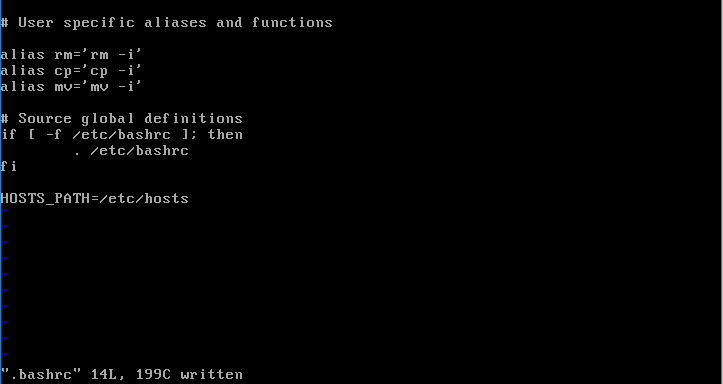 # User specific aliases and functions
alias rm='rm -i'
alias cp='cp -i'
alias mv='mv -i'
# Source global definitions
if [ -f /etc/bashrc ]; then
        . /etc/bashrc
fi
HOSTS_PATH=/etc/hosts
~
~
~
~
~
~
~
~
~
~
".bashrc" 14L, 199C written